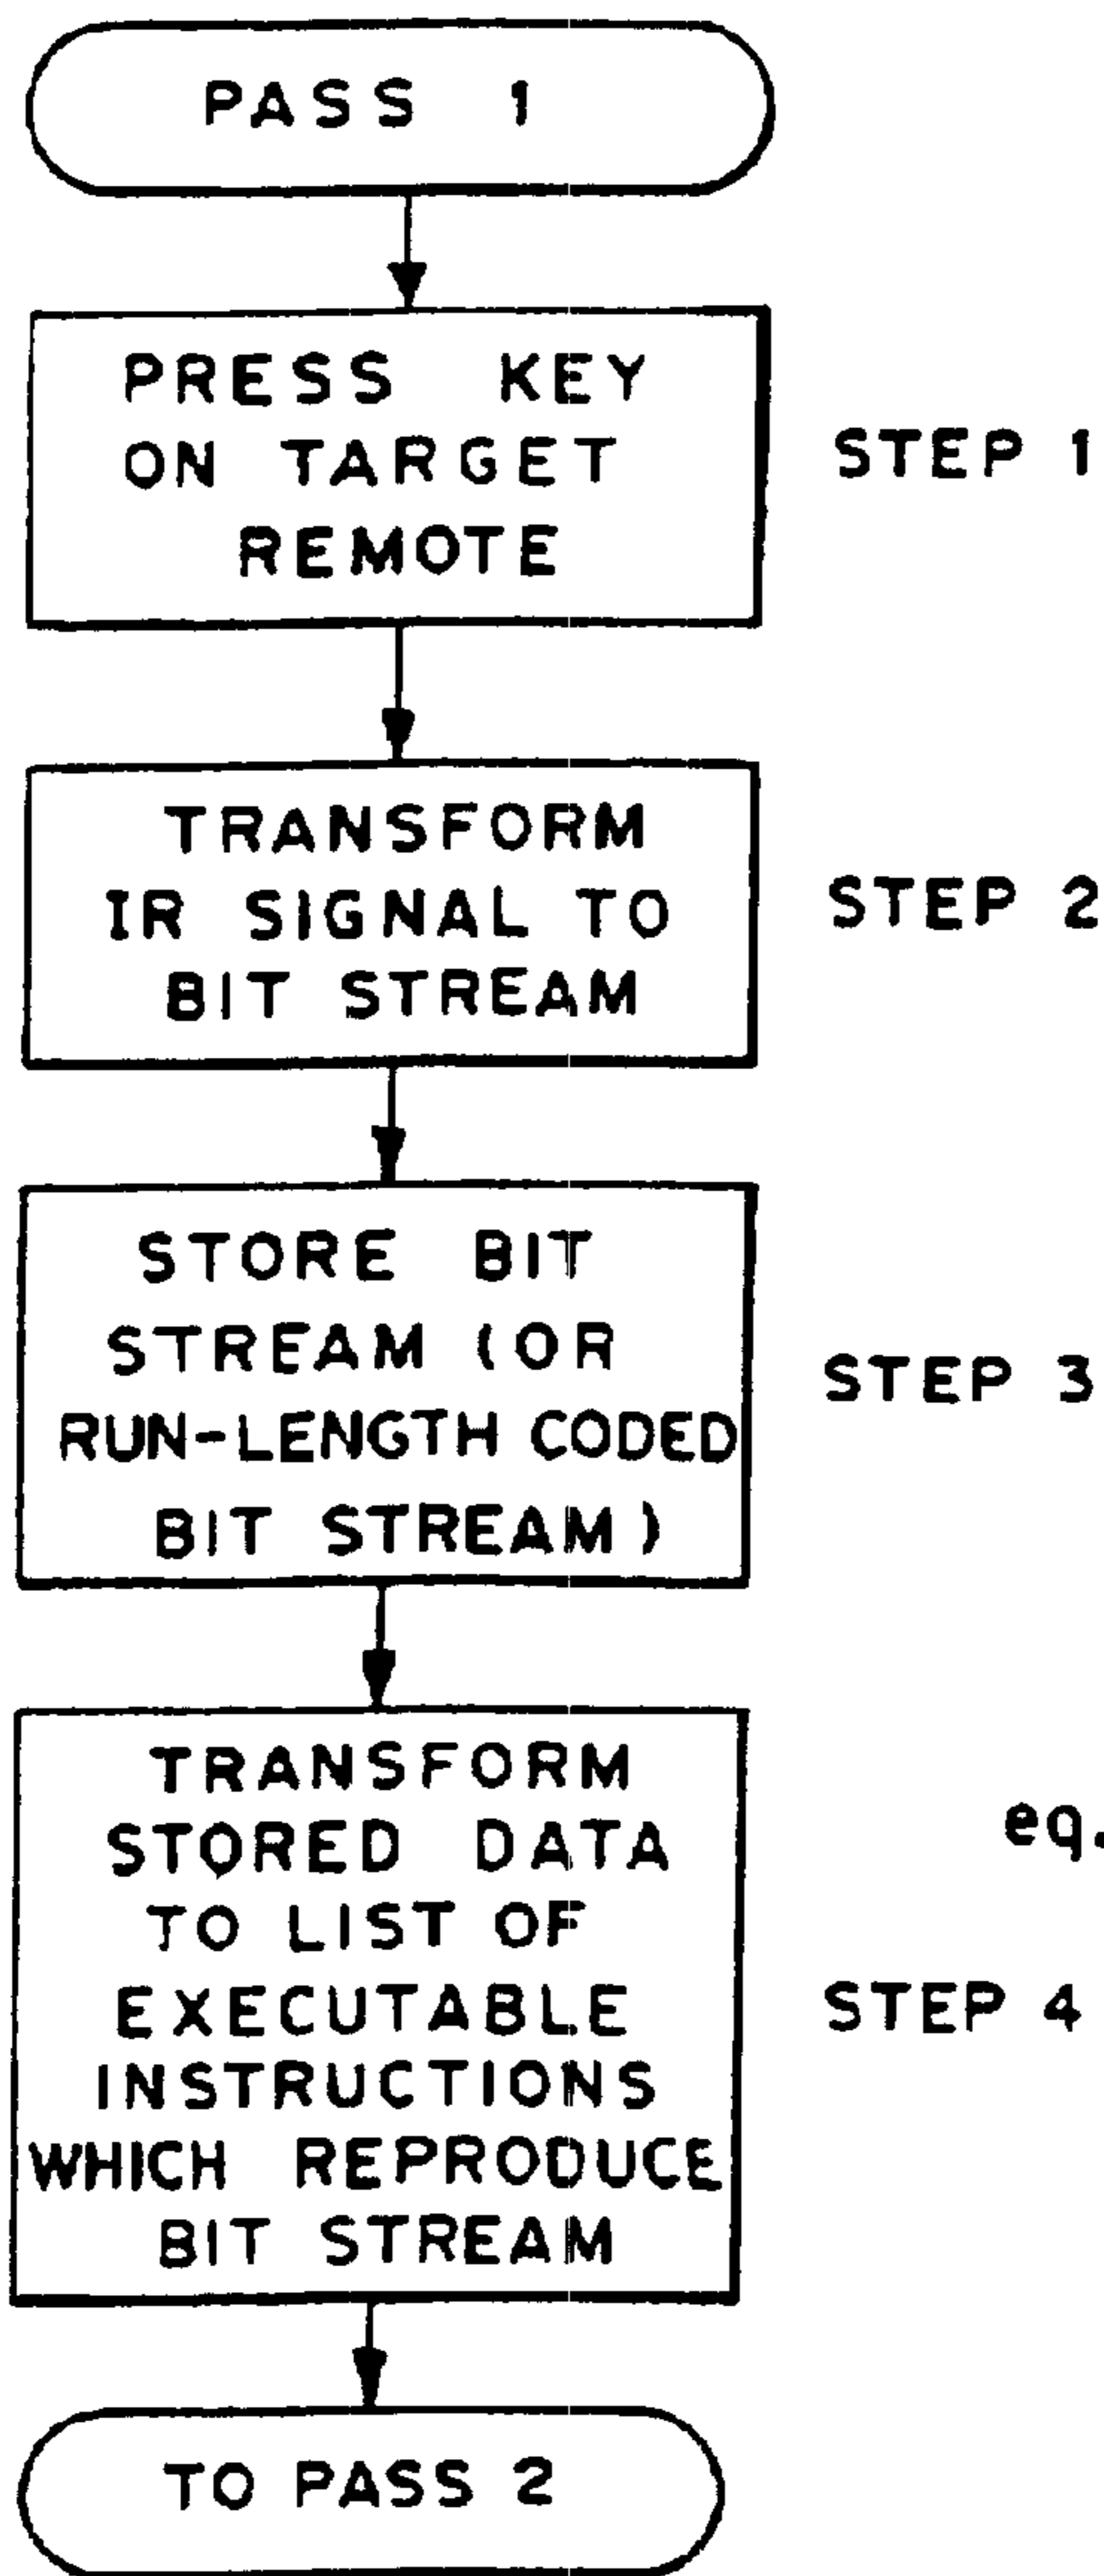 PASS 1
PRESS KEY
ON TARGET
REMOTE
STEP 1
TRANSFORM
IR SIGNAL TO
BIT STREAM
STEP 2
STORE BIT
STREAM (OR
RUN-LENGTH CODED
BIT STREAM)
STEP 3
TRANSFORM
STORED DATA
TO LIST OF
EXECUTABLE
INSTRUCTIONS
WHICH REPRODUCE
BIT STREAM
eq.
STEP 4
TO PASS 2